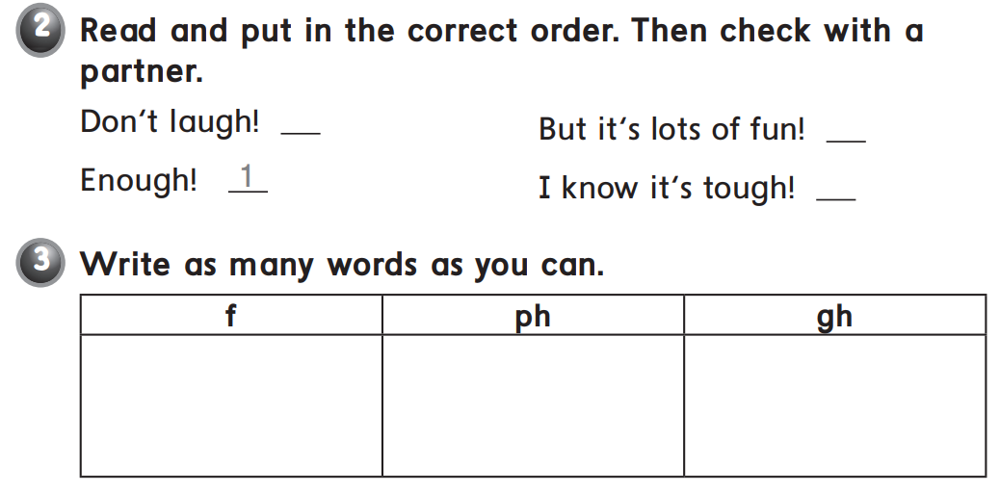 2 Read and put in the correct order. Then check with a
partner.
Don't laugh! ___ But it's lots of fun! ___
Enough! 1 I know it's tough! ___
3 Write as many words as you can.
f ph gh